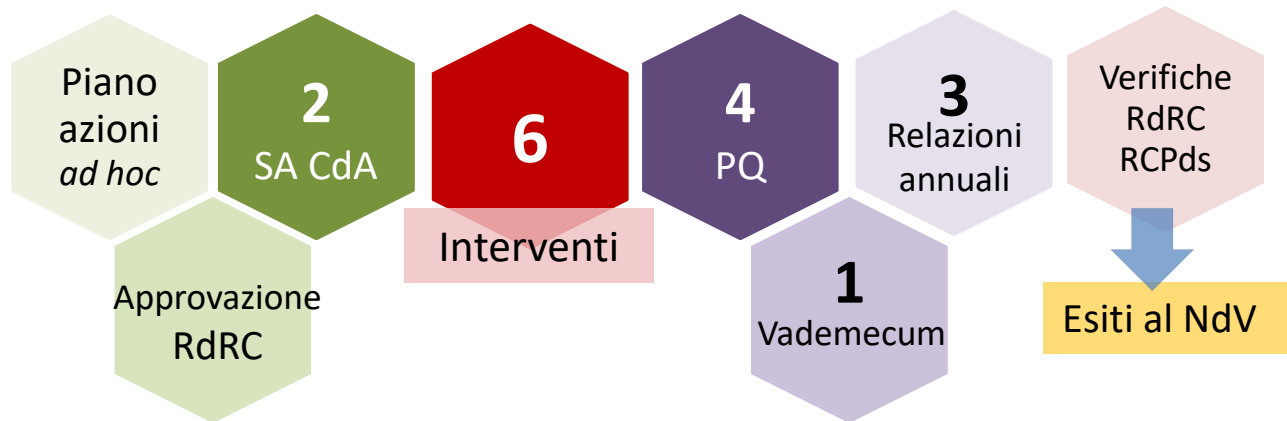 Piano
azioni
ad hoc
2
SA CdA
6
Interventi
4
PQ
3
Relazioni
annuali
Verifiche
RdRC
RCPds
Approvazione
RdRC
1
Vademecum
Esiti al NdV